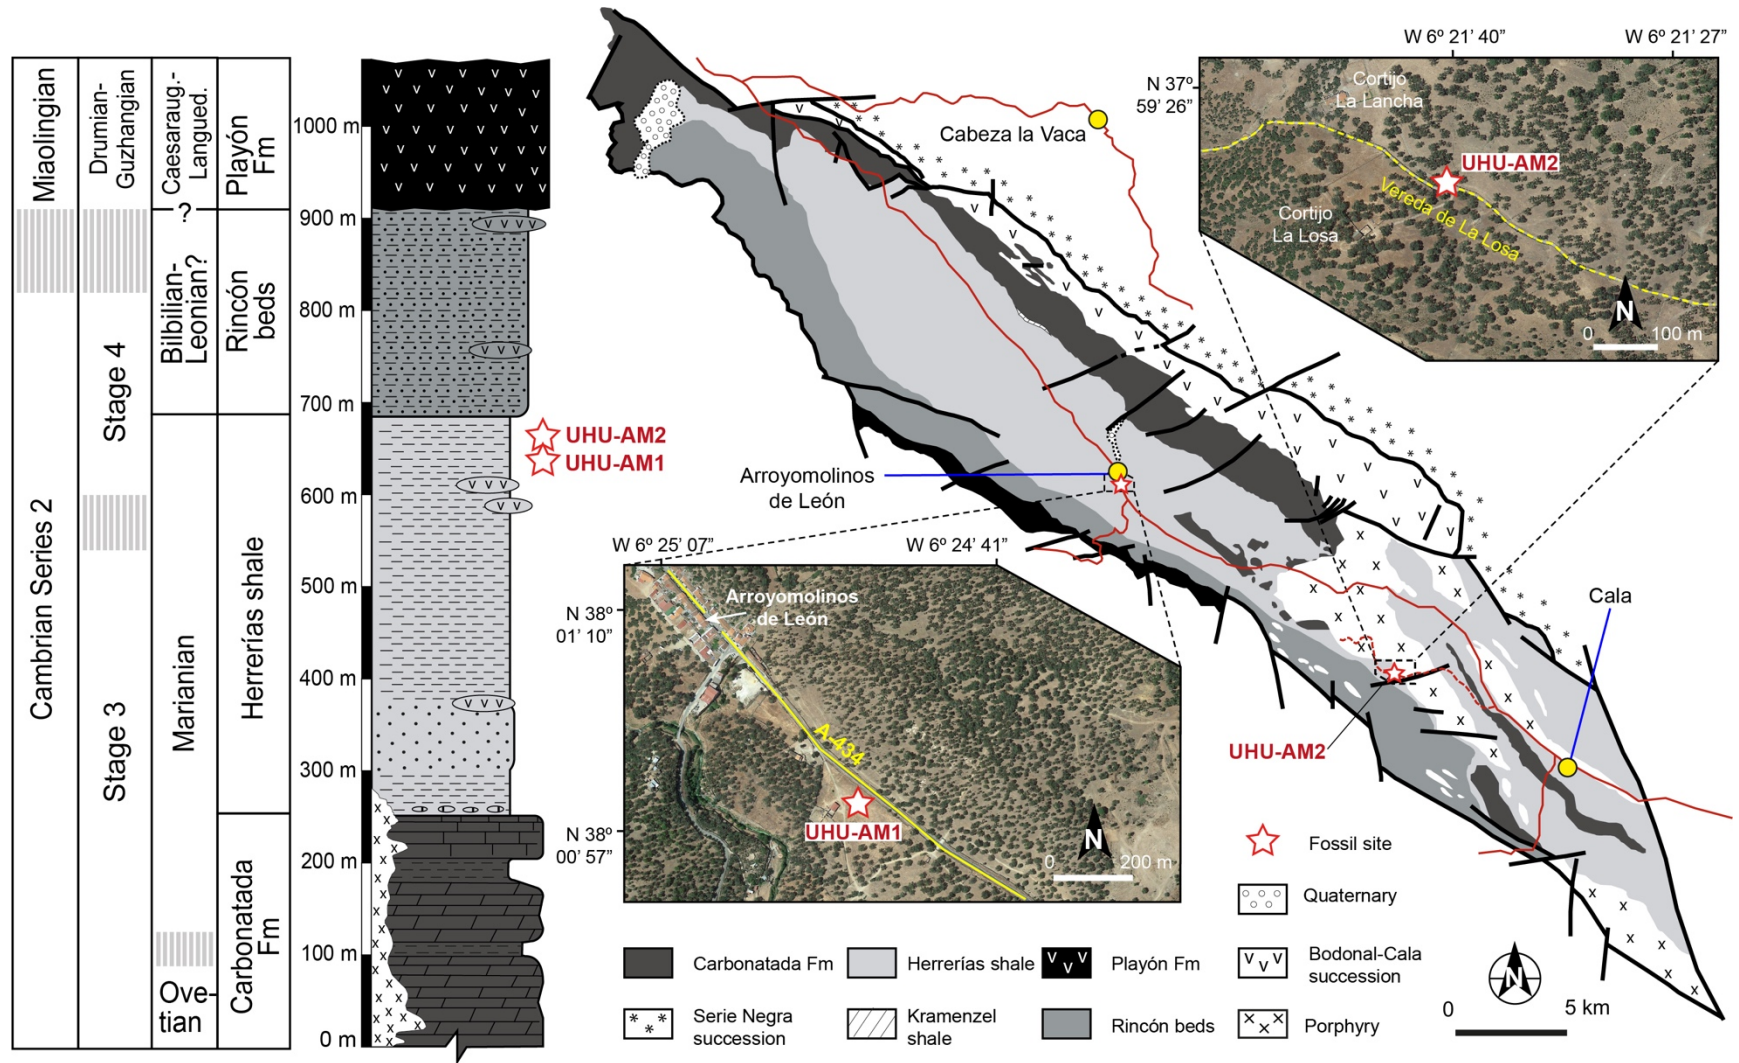 Miaolingian
Drumian-
Guzhangian
Caesaraug.-
Langued.
Playón
Fm
?
Cambrian Series 2
Stage 4
Stage 3
Bilbilian-
Leonian?
Rincón
beds
Marianian
Herrerías shale
Ove-
tian
Carbonatada
Fm
1000 m
900 m
800 m
700 m
600 m
500 m
400 m
300 m
200 m
100 m
0 m
UHU-AM2
UHU-AM1
Cabeza la Vaca
Arroyomolinos
de León
Cala
UHU-AM2
W 6º 21’ 40”
W 6º 21’ 27”
N 37º
59’ 26”
Cortijo
La Lancha
UHU-AM2
Vereda de La Losa
Cortijo
La Losa
N
0
100 m
W 6º 25’ 07”
W 6º 24’ 41”
N 38º
01’ 10”
N 38º
00’ 57”
Arroyomolinos
de León
A-434
UHU-AM1
N
0
200 m
Fossil site
Quaternary
Carbonatada Fm
Herrerías shale
Playón Fm
Bodonal-Cala
succession
Serie Negra
succession
Kramenzel
shale
Rincón beds
Porphyry
N
0
5 km